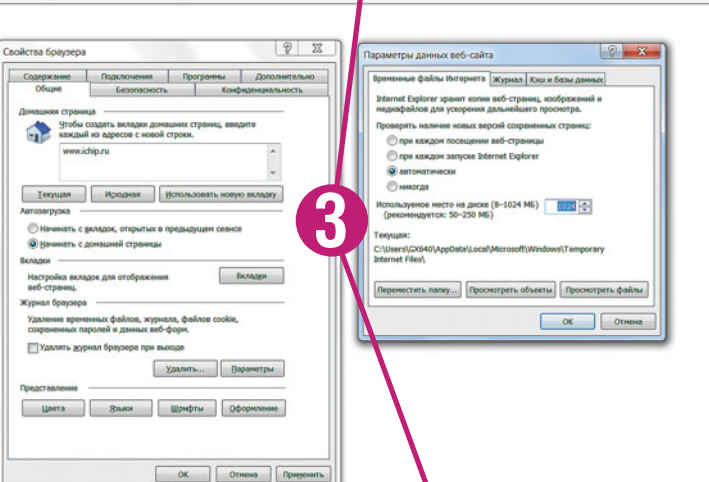 Свойства браузера
Содержание Подключения Программы Дополнительно
Общие Безопасность Конфиденциальность
Домашняя страница
Чтобы создать вкладки домашних страниц, введите
каждый из адресов с новой строки.
www.ichip.ru
Текущая Исходная Использовать новую вкладку
Автозагрузка
Начинать с вкладок, открытых в предыдущем сеансе
Начинать с домашней страницы
Вкладки
Настройка вкладок для отображения
веб-страниц.
Вкладки
Журнал браузера
Удаление временных файлов, журнала, файлов cookie,
сохраненных паролей и данных веб-форм.
Удалять журнал браузера при выходе
Удалить... Параметры
Представление
Цвета Языки Шрифты Оформление
ОК Отмена Применить
3
Параметры данных веб-сайта
Временные файлы Интернета Журнал Кэш и базы данных
Internet Explorer хранит копии веб-страниц, изображений и
медиафайлов для ускорения дальнейшего просмотра.
Проверять наличие новых версий сохраненных страниц:
при каждом посещении веб-страницы
при каждом запуске Internet Explorer
автоматически
никогда
Используемое место на диске (8–1024 МБ) 1024
(рекомендуется: 50–250 МБ)
Текущая:
C:\Users\GX640\AppData\Local\Microsoft\Windows\Temporary
Internet Files\
Переместить папку... Просмотреть объекты Просмотреть файлы
ОК Отмена